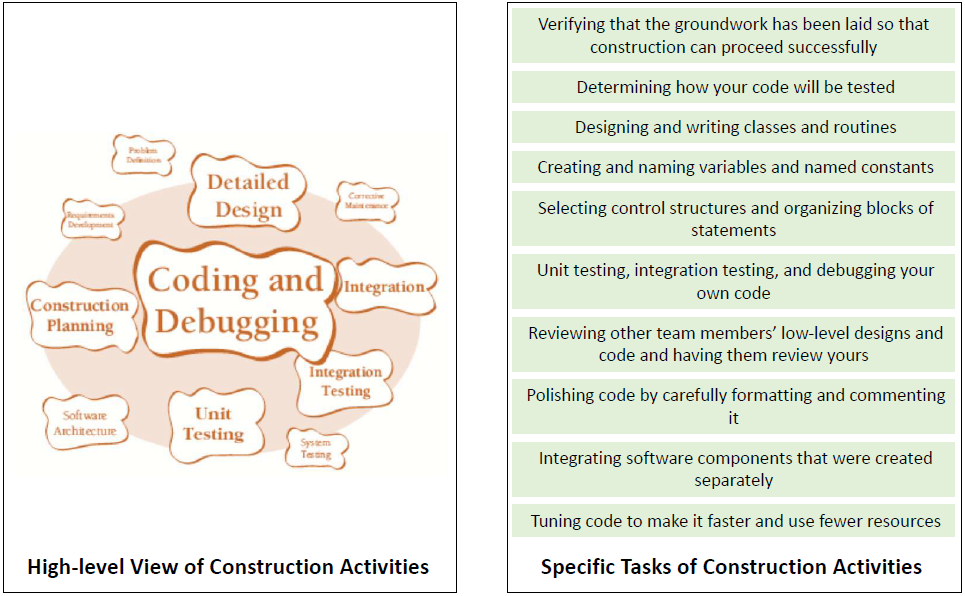 Problem
Definition
Detailed
Design
Corrective
Maintenance
Requirements
Development
Coding and
Debugging
Integration
Construction
Planning
Integration
Testing
Software
Architecture
Unit
Testing
System
Testing
High-level View of Construction Activities
Verifying that the groundwork has been laid so that
construction can proceed successfully
Determining how your code will be tested
Designing and writing classes and routines
Creating and naming variables and named constants
Selecting control structures and organizing blocks of
statements
Unit testing, integration testing, and debugging your
own code
Reviewing other team members’ low-level designs and
code and having them review yours
Polishing code by carefully formatting and commenting
it
Integrating software components that were created
separately
Tuning code to make it faster and use fewer resources
Specific Tasks of Construction Activities